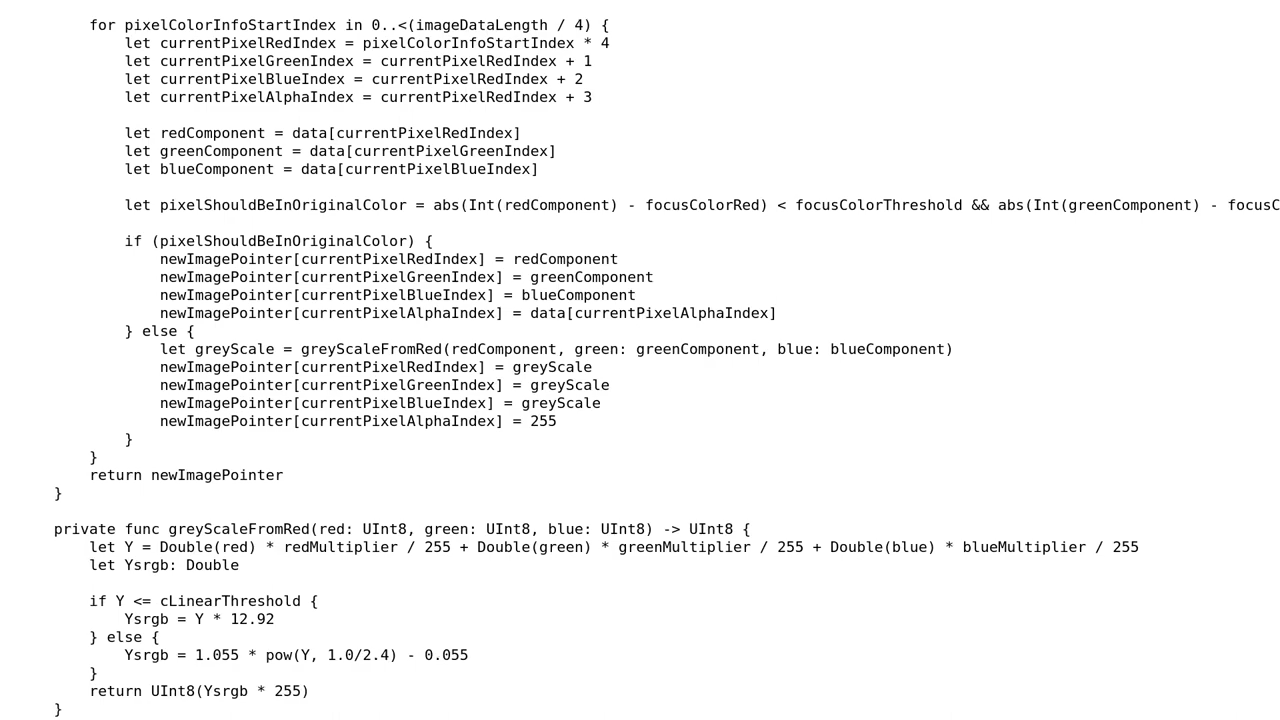 for pixelColorInfoStartIndex in 0..<(imageDataLength / 4) {
let currentPixelRedIndex = pixelColorInfoStartIndex * 4
let currentPixelGreenIndex = currentPixelRedIndex + 1
let currentPixelBlueIndex = currentPixelRedIndex + 2
let currentPixelAlphaIndex = currentPixelRedIndex + 3
let redComponent = data[currentPixelRedIndex]
let greenComponent = data[currentPixelGreenIndex]
let blueComponent = data[currentPixelBlueIndex]
let pixelShouldBeInOriginalColor = abs(Int(redComponent) - focusColorRed) < focusColorThreshold && abs(Int(greenComponent) - focusC
if (pixelShouldBeInOriginalColor) {
newImagePointer[currentPixelRedIndex] = redComponent
newImagePointer[currentPixelGreenIndex] = greenComponent
newImagePointer[currentPixelBlueIndex] = blueComponent
newImagePointer[currentPixelAlphaIndex] = data[currentPixelAlphaIndex]
} else {
let greyScale = greyScaleFromRed(redComponent, green: greenComponent, blue: blueComponent)
newImagePointer[currentPixelRedIndex] = greyScale
newImagePointer[currentPixelGreenIndex] = greyScale
newImagePointer[currentPixelBlueIndex] = greyScale
newImagePointer[currentPixelAlphaIndex] = 255
}
}
return newImagePointer
}
private func greyScaleFromRed(red: UInt8, green: UInt8, blue: UInt8) -> UInt8 {
let Y = Double(red) * redMultiplier / 255 + Double(green) * greenMultiplier / 255 + Double(blue) * blueMultiplier / 255
let Ysrgb: Double
if Y <= cLinearThreshold {
Ysrgb = Y * 12.92
} else {
Ysrgb = 1.055 * pow(Y, 1.0/2.4) - 0.055
}
return UInt8(Ysrgb * 255)
}